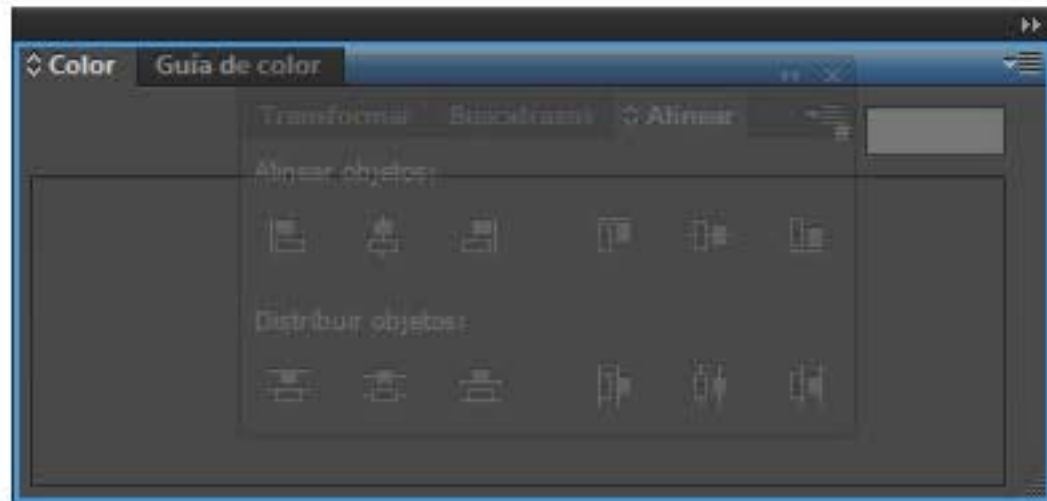 Color Guía de color
Transformar Buscatrazos Alinear
Alinear objetos:
Distribuir objetos: